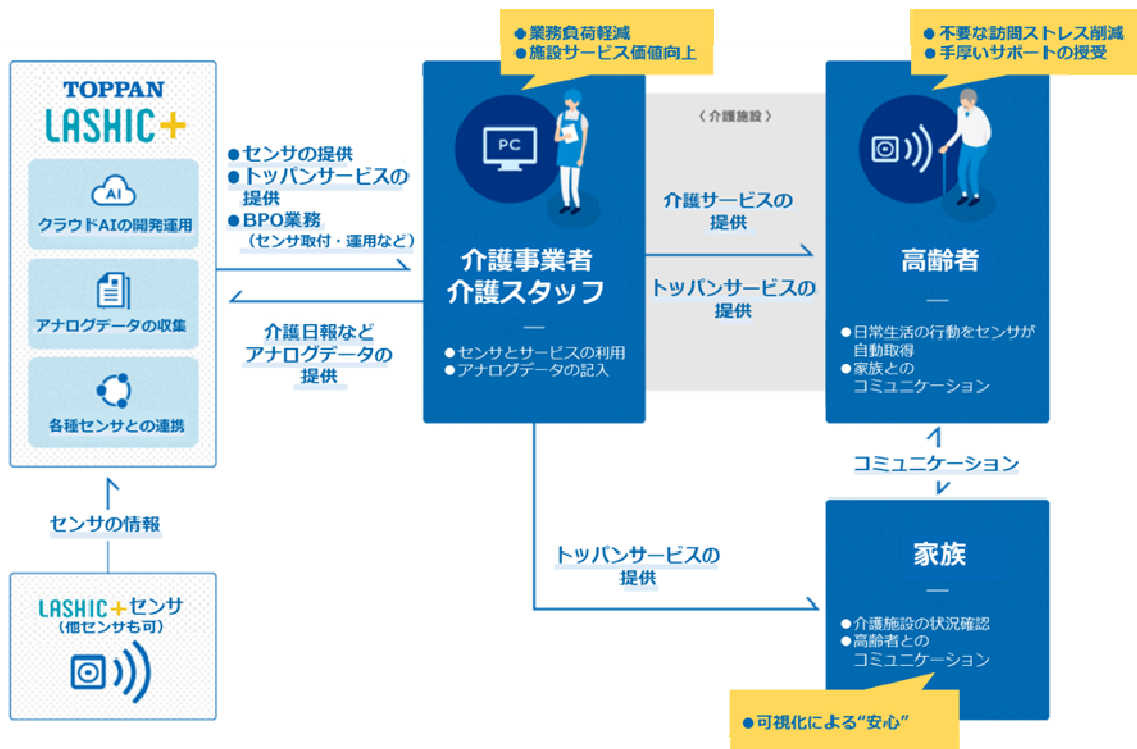 TOPPAN
LASHIC+
AI
クラウドAIの開発運用
アナログデータの収集
各種センサとの連携
センサの情報
LASHIC+センサ
（他センサも可）
●センサの提供
●トッパンサービスの
提供
●BPO業務
（センサ取付・運用など）
介護日報など
アナログデータの
提供
●業務負荷軽減
●施設サービス価値向上
PC
介護事業者
介護スタッフ
●センサとサービスの利用
●アナログデータの記入
〈介護施設〉
介護サービスの
提供
トッパンサービスの
提供
●不要な訪問ストレス削減
●手厚いサポートの授受
高齢者
●日常生活の行動をセンサが
自動取得
●家族との
コミュニケーション
コミュニケーション
トッパンサービスの
提供
家族
●介護施設の状況確認
●高齢者との
コミュニケーション
●可視化による“安心”